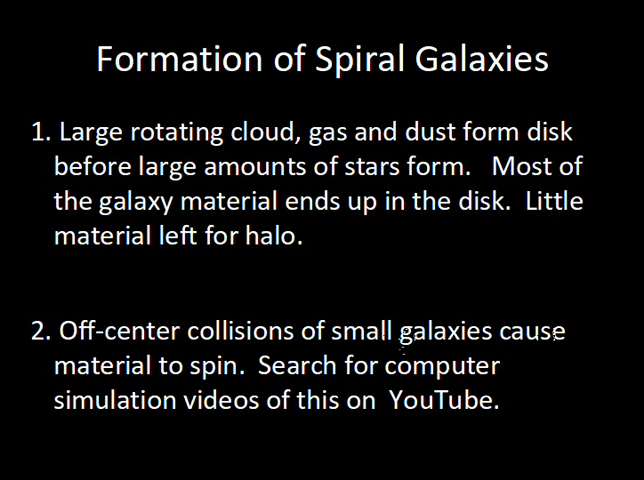 Formation of Spiral Galaxies
1. Large rotating cloud, gas and dust form disk
before large amounts of stars form.   Most of
the galaxy material ends up in the disk.  Little
material left for halo.
2. Off-center collisions of small galaxies cause
material to spin.  Search for computer
simulation videos of this on  YouTube.